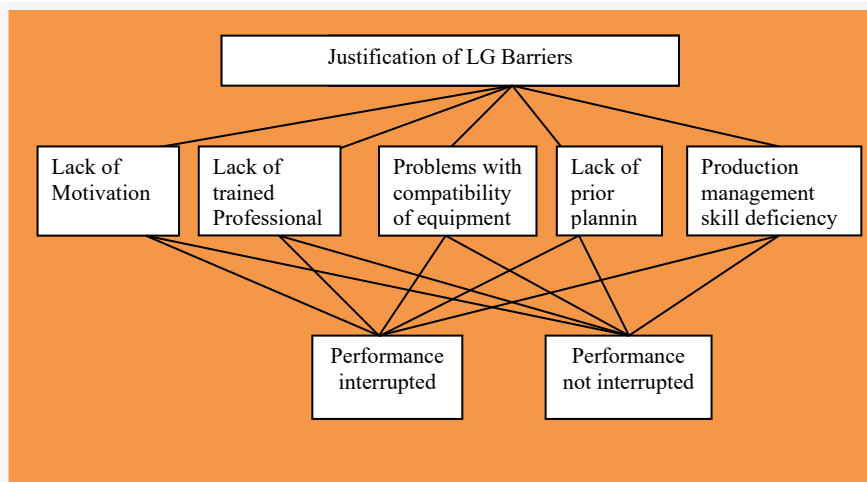 Justification of LG Barriers
Lack of
Motivation
Lack of
trained
Professional
Problems with
compatibility
of equipment
Lack of
prior
plannin
Production
management
skill deficiency
Performance
interrupted
Performance
not interrupted